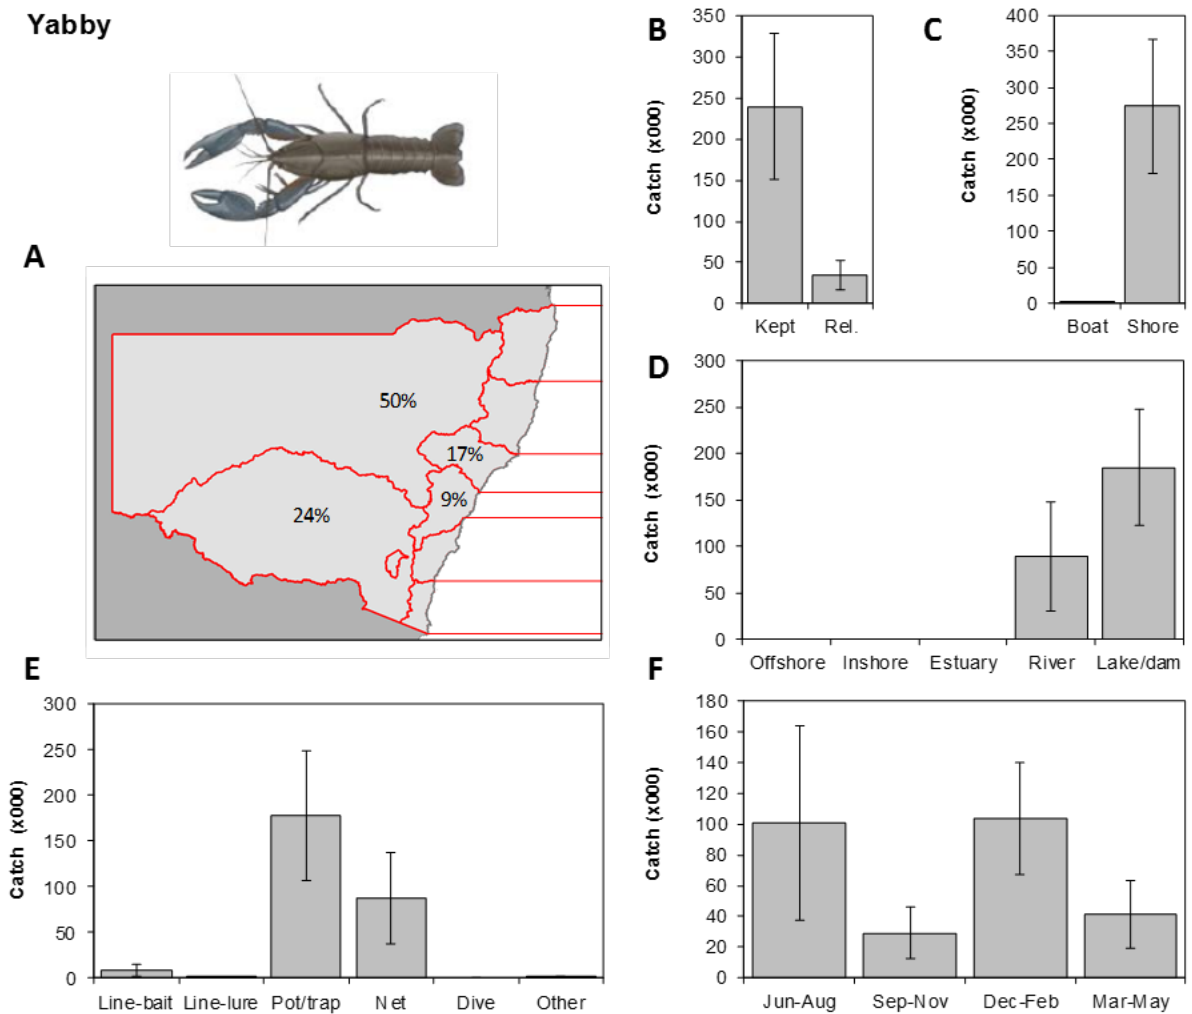 Yabby
A
50%
17%
9%
24%
B
Catch (x000)
350
300
250
200
150
100
50
0
Kept Rel.
C
Catch (x000)
400
350
300
250
200
150
100
50
0
Boat Shore
D
Catch (x000)
300
250
200
150
100
50
0
Offshore Inshore Estuary River Lake/dam
E
Catch (x000)
300
250
200
150
100
50
0
Line-bait Line-lure Pot/trap Net Dive Other
F
Catch (x000)
180
160
140
120
100
80
60
40
20
0
Jun-Aug Sep-Nov Dec-Feb Mar-May